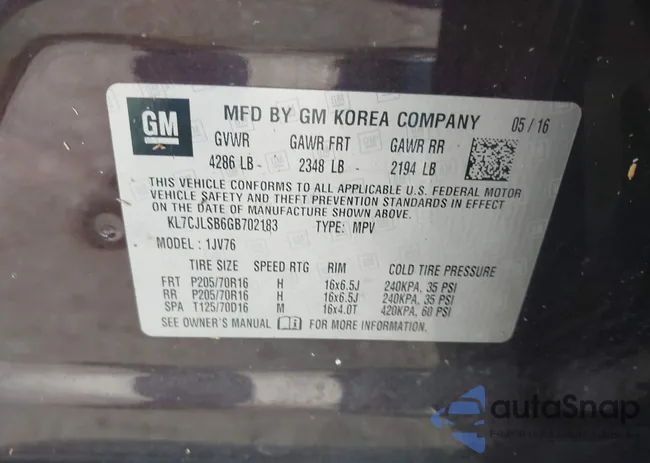 GM
MFD BY GM KOREA COMPANY 05/16
GVWR GAWR FRT GAWR RR
4286 LB 2348 LB 2194 LB
THIS VEHICLE CONFORMS TO ALL APPLICABLE U.S. FEDERAL MOTOR
VEHICLE SAFETY AND THEFT PREVENTION STANDARDS IN EFFECT
ON THE DATE OF MANUFACTURE SHOWN ABOVE.
KL7CJLSB6GB702183 TYPE: MPV
MODEL: 1JV76
TIRE SIZE SPEED RTG RIM COLD TIRE PRESSURE
FRT P205/70R16 H 16x6.5J 240KPA, 35 PSI
RR P205/70R16 H 16x6.5J 240KPA, 35 PSI
SPA T125/70D16 M 16x4.0T 420KPA, 60 PSI
SEE OWNER'S MANUAL FOR MORE INFORMATION.
autoSnap